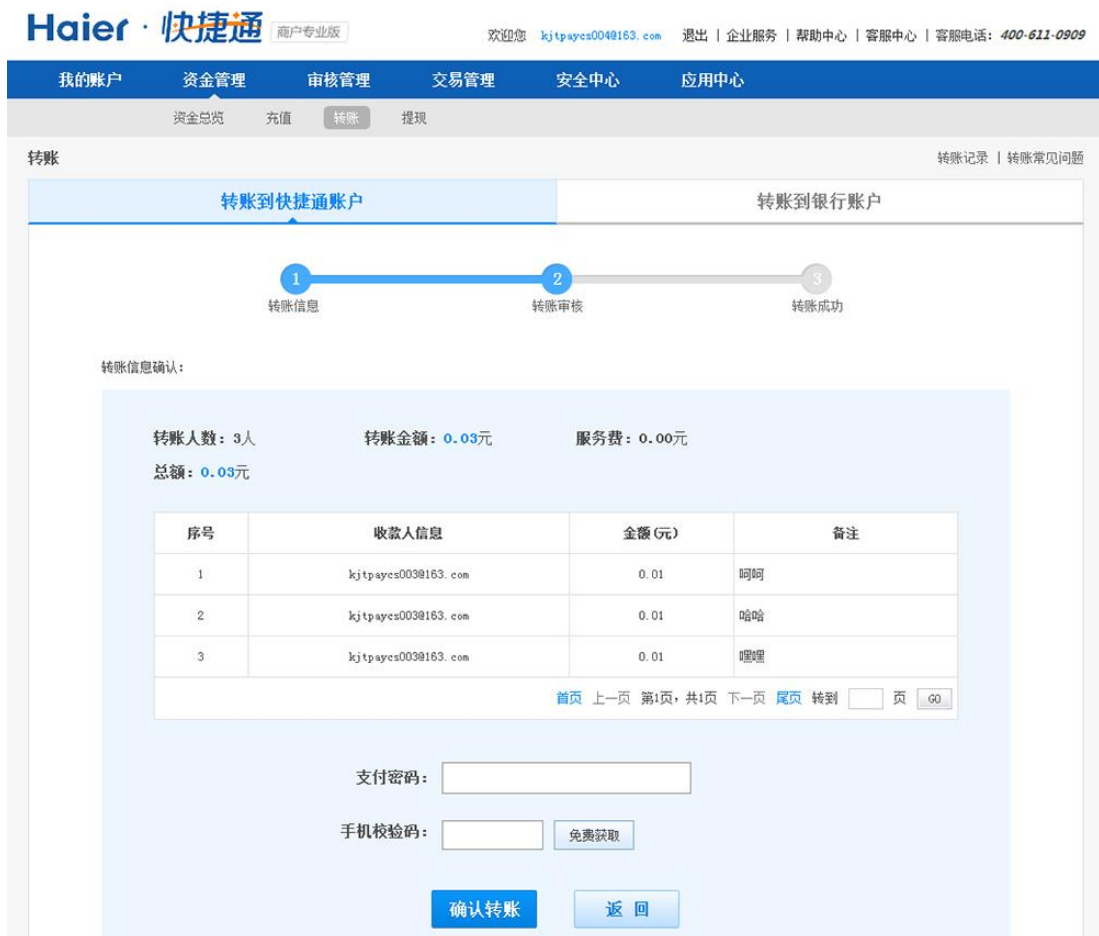 Haier · 快捷通 商户专业版 欢迎您 kjtpaycs004@163.com 退出 | 企业服务 | 帮助中心 | 客服中心 | 客服电话：400-611-0909
我的账户 资金管理 审核管理 交易管理 安全中心 应用中心
资金总览 充值 转账 提现
转账 转账记录 | 转账常见问题
转账到快捷通账户 转账到银行账户
1 2 3
转账信息 转账审核 转账成功
转账信息确认：
转账人数：3人 转账金额：0.03元 服务费：0.00元
总额：0.03元
序号 收款人信息 金额(元) 备注
1 kjtpaycs003@163.com 0.01 呵呵
2 kjtpaycs003@163.com 0.01 哈哈
3 kjtpaycs003@163.com 0.01 嘿嘿
首页 上一页 第1页，共1页 下一页 尾页 转到 页 GO
支付密码：
手机校验码： 免费获取
确认转账 返 回